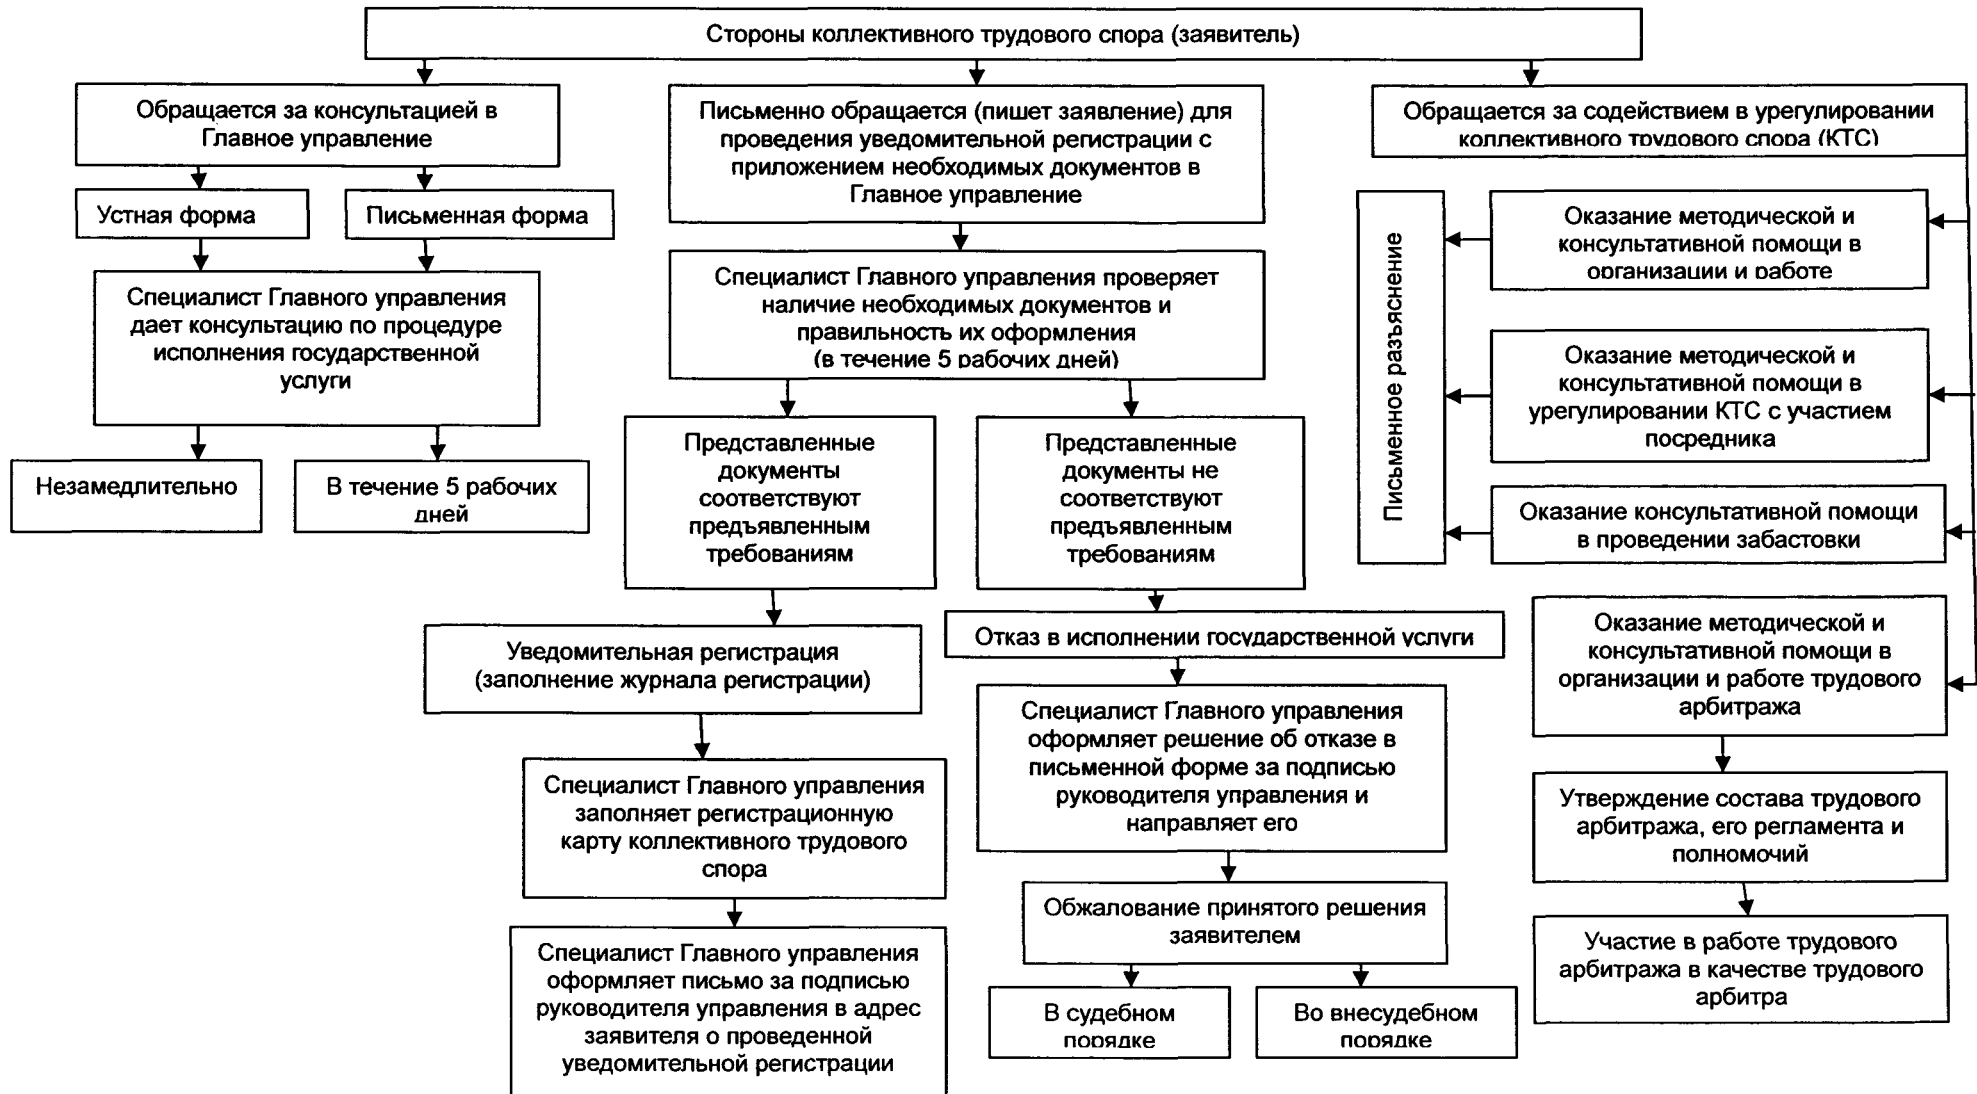 Стороны коллективного трудового спора (заявитель)
Обращается за консультацией в
Главное управление
Устная форма
Письменная форма
Специалист Главного управления
дает консультацию по процедуре
исполнения государственной
услуги
Незамедлительно
В течение 5 рабочих
дней
Письменно обращается (пишет заявление) для
проведения уведомительной регистрации с
приложением необходимых документов в
Главное управление
Специалист Главного управления проверяет
наличие необходимых документов и
правильность их оформления
(в течение 5 рабочих дней)
Представленные
документы
соответствуют
предъявленным
требованиям
Уведомительная регистрация
(заполнение журнала регистрации)
Специалист Главного управления
заполняет регистрационную
карту коллективного трудового
спора
Специалист Главного управления
оформляет письмо за подписью
руководителя управления в адрес
заявителя о проведенной
уведомительной регистрации
Представленные
документы не
соответствуют
предъявленным
требованиям
Отказ в исполнении государственной услуги
Специалист Главного управления
оформляет решение об отказе в
письменной форме за подписью
руководителя управления и
направляет его
Обжалование принятого решения
заявителем
В судебном
порядке
Во внесудебном
порядке
Обращается за содействием в урегулировании
коллективного трудового спора (КТС)
Письменное разъяснение
Оказание методической и
консультативной помощи в
организации и работе
Оказание методической и
консультативной помощи в
урегулировании КТС с участием
посредника
Оказание консультативной помощи
в проведении забастовки
Оказание методической и
консультативной помощи в
организации и работе трудового
арбитража
Утверждение состава трудового
арбитража, его регламента и
полномочий
Участие в работе трудового
арбитража в качестве трудового
арбитра